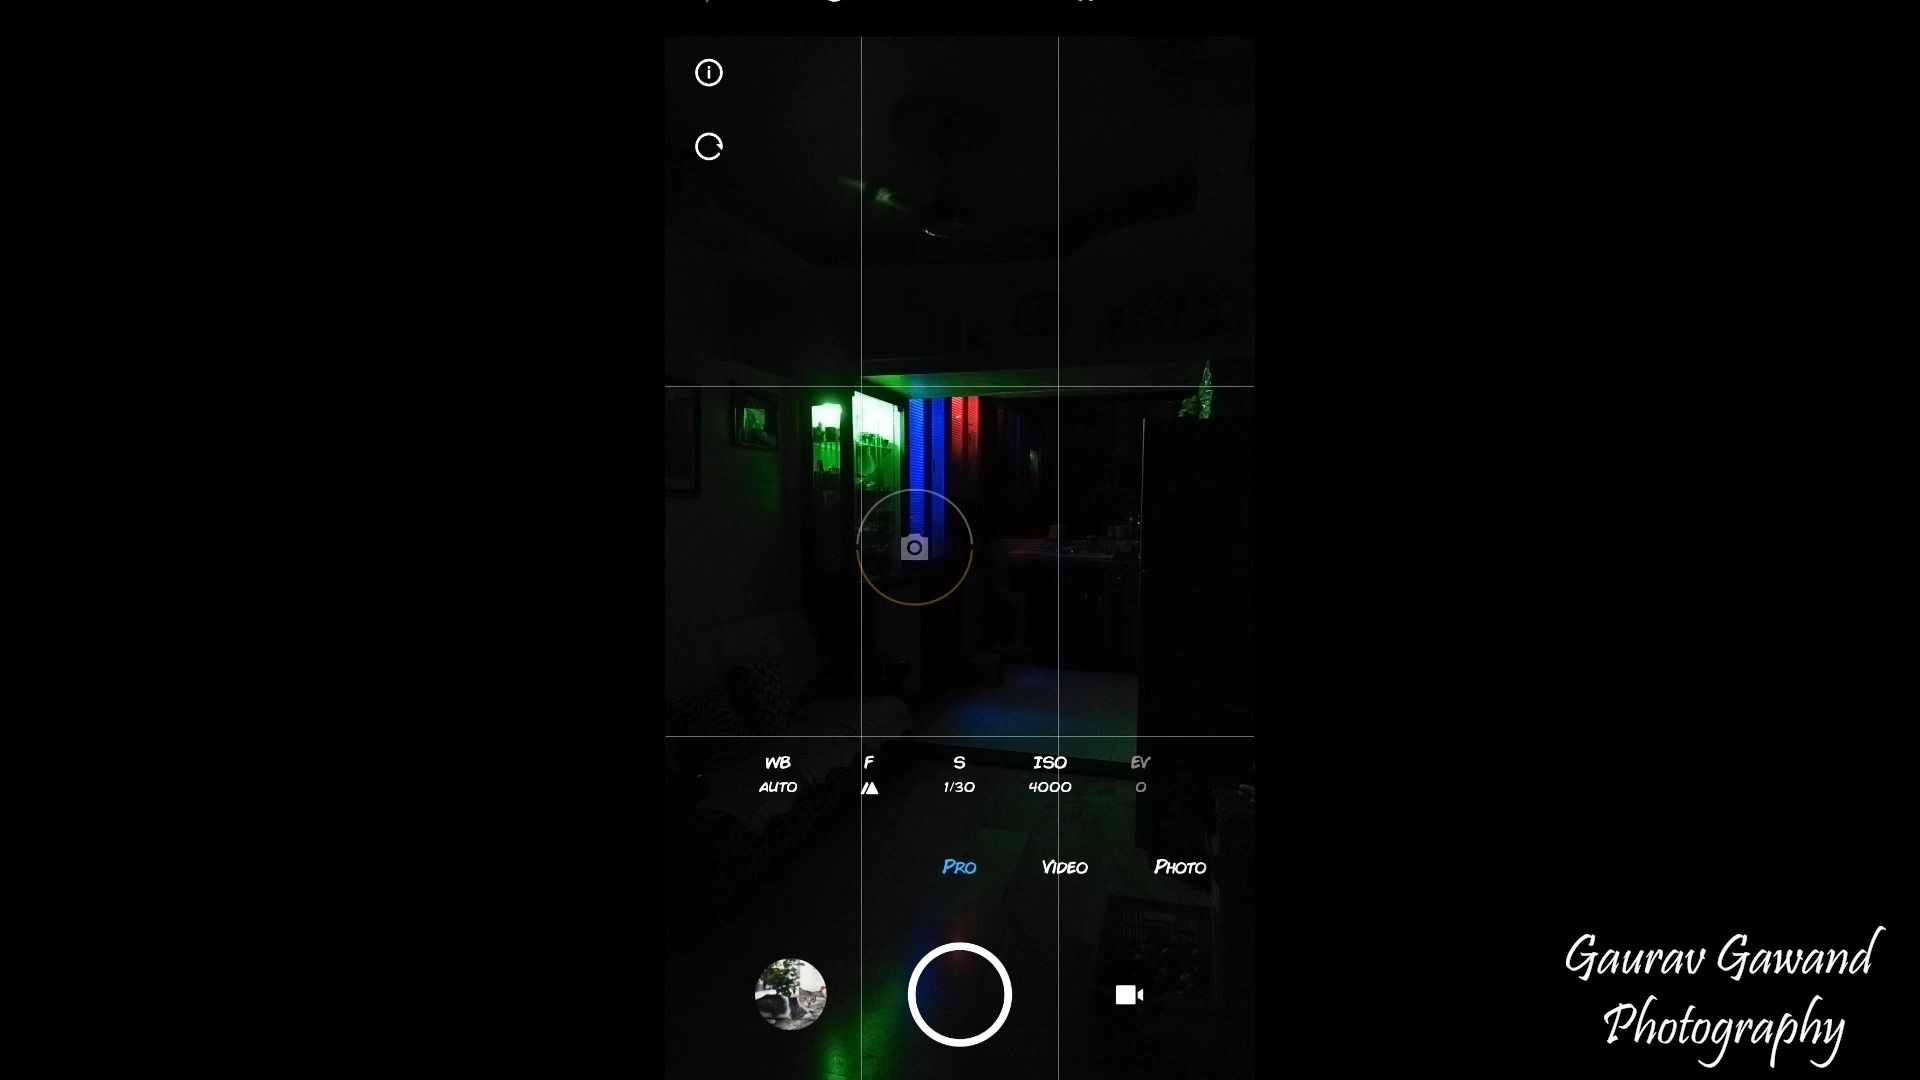 WB F S ISO EV
AUTO 1/30 4000 0
PRO VIDEO PHOTO
Gaurav Gawand
Photography